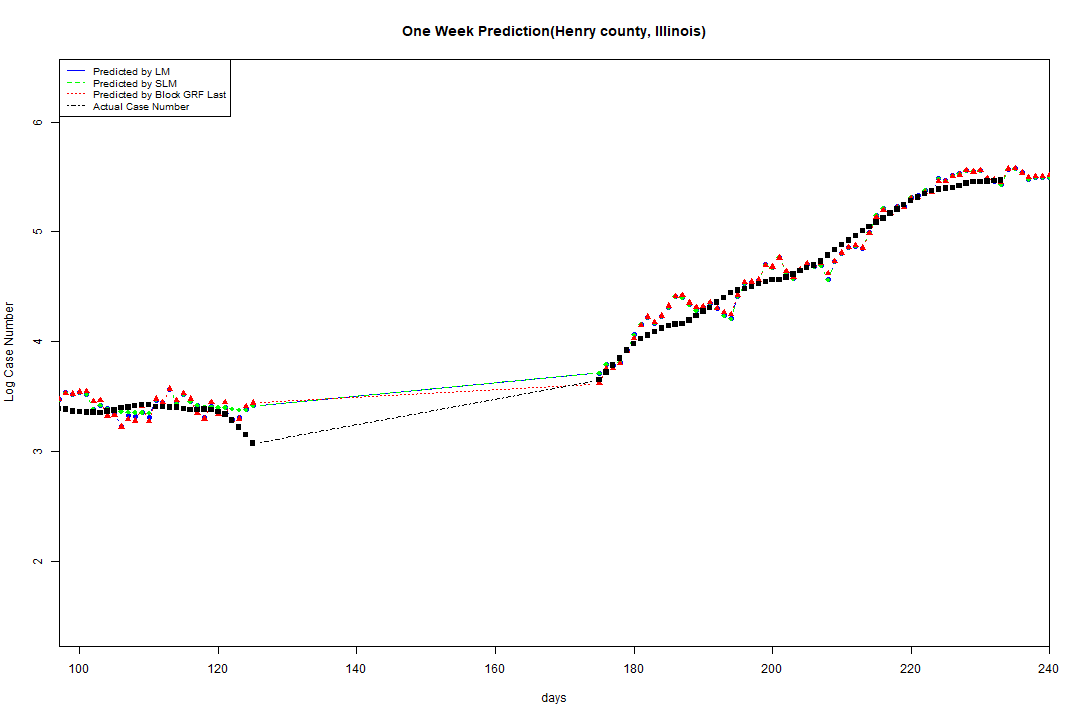 One Week Prediction(Henry county, Illinois)
Predicted by LM
Predicted by SLM
Predicted by Block GRF Last
Actual Case Number
6
5
4
3
2
Log Case Number
100 120 140 160 180 200 220 240
days